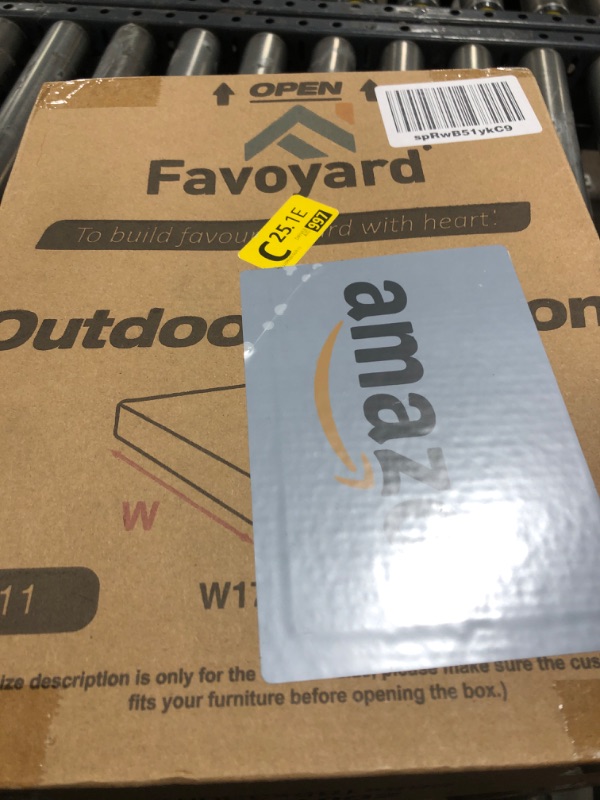 OPEN
spRwB51ykC9
Favoyard
To build favou rd with heart.
C 25.1E
997
Outdoo on
amaz
W
11
W17
ize description is only for the please make sure the cus
fits your furniture before opening the box.)